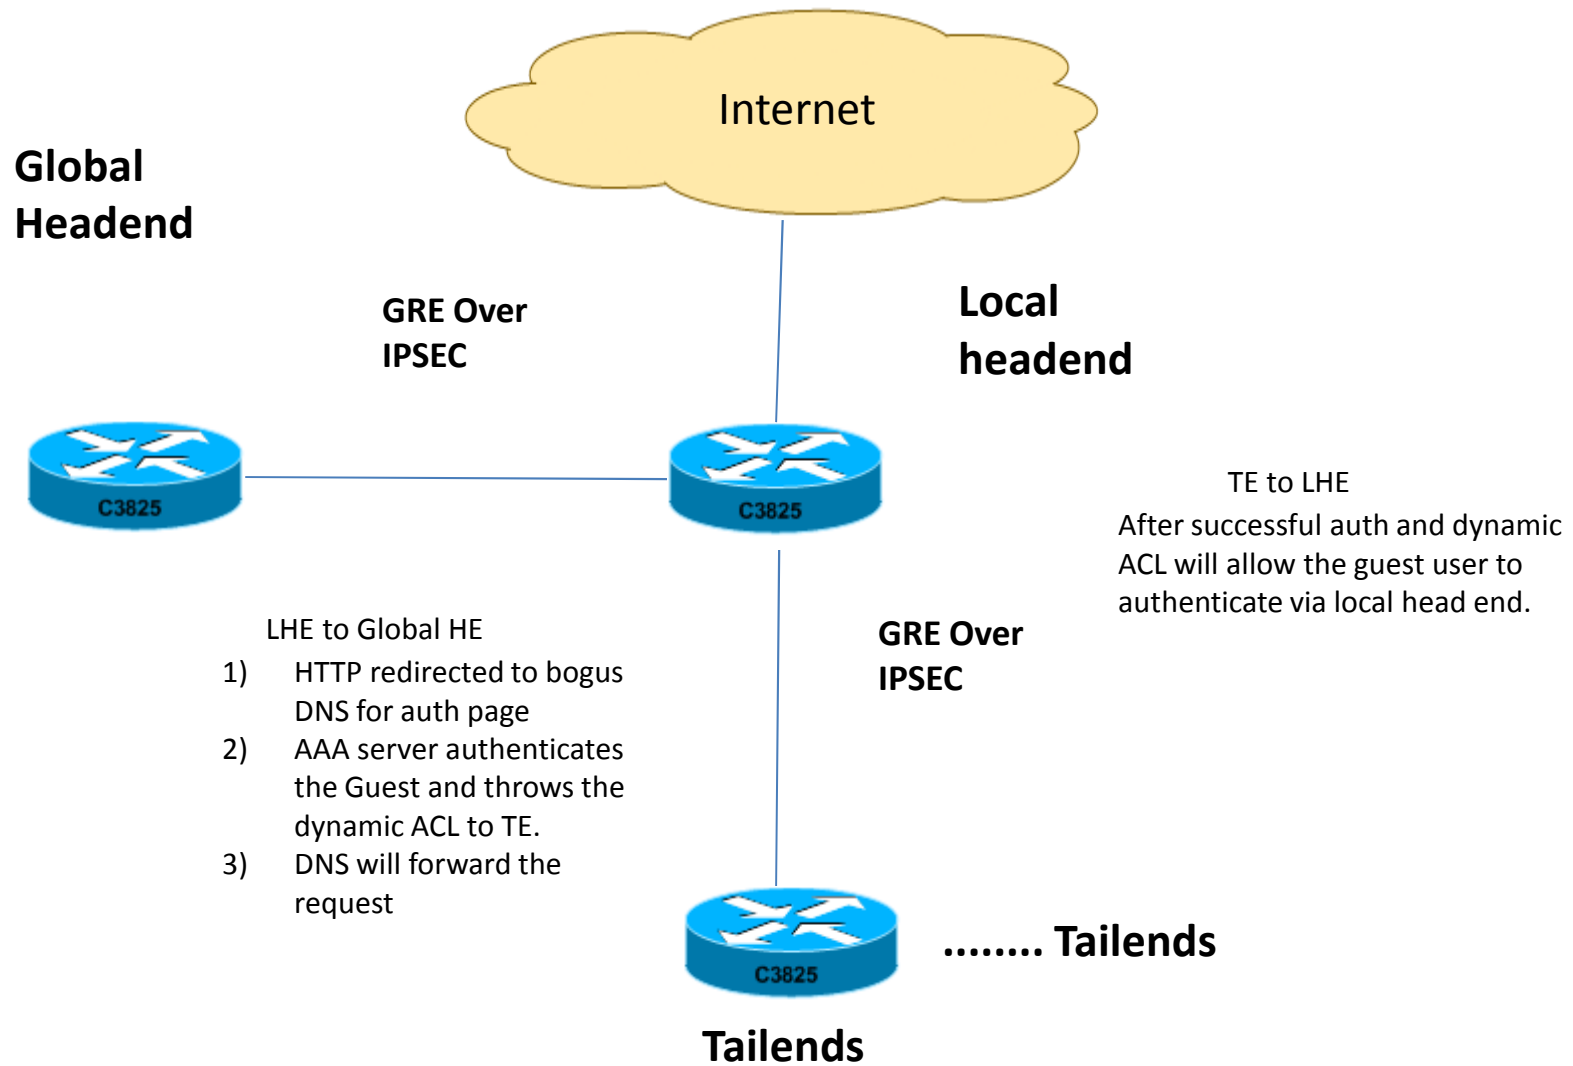 Internet
Global
Headend
GRE Over
IPSEC
Local
headend
C3825
C3825
TE to LHE
After successful auth and dynamic
ACL will allow the guest user to
authenticate via local head end.
LHE to Global HE
1) HTTP redirected to bogus
DNS for auth page
2) AAA server authenticates
the Guest and throws the
dynamic ACL to TE.
3) DNS will forward the
request
GRE Over
IPSEC
C3825
........ Tailends
Tailends